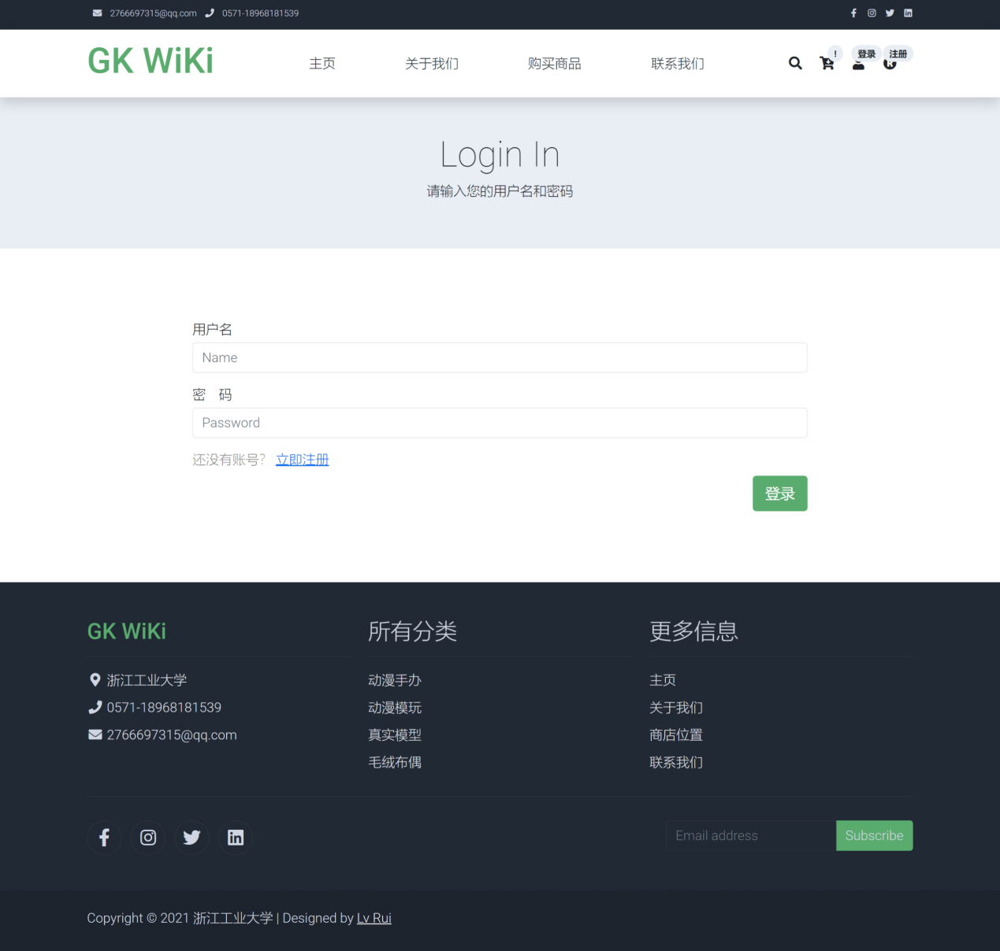 2766697315@qq.com 0571-18968181539
GK WiKi 主页 关于我们 购买商品 联系我们 ! 登录 注册
Login In
请输入您的用户名和密码
用户名
Name
密 码
Password
还没有账号? 立即注册
登录
GK WiKi
浙江工业大学
0571-18968181539
2766697315@qq.com
所有分类
动漫手办
动漫模玩
真实模型
毛绒布偶
更多信息
主页
关于我们
商店位置
联系我们
Email address Subscribe
Copyright © 2021 浙江工业大学 | Designed by Lv Rui